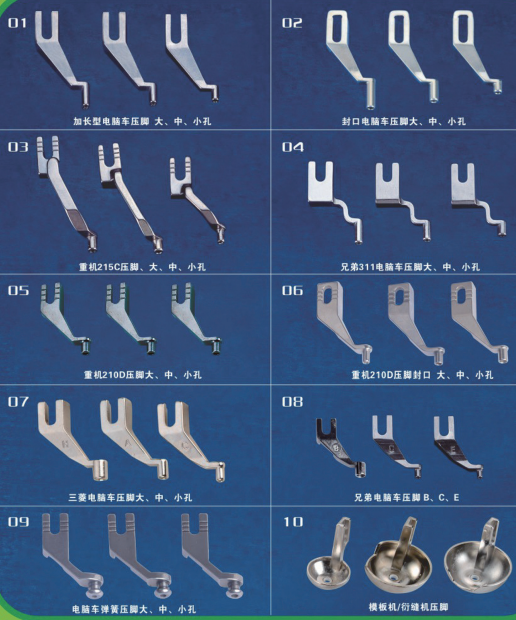 01
加长型电脑车压脚 大、中、小孔
02
封口电脑车压脚大、中、小孔
03
重机215C压脚、大、中、小孔
04
兄弟311电脑车压脚大、中、小孔
05
重机210D压脚大、中、小孔
06
重机210D压脚封口 大、中、小孔
07
三菱电脑车压脚大、中、小孔
08
兄弟电脑车压脚B、C、E
09
电脑车弹簧压脚大、中、小孔
10
模板机/衍缝机压脚